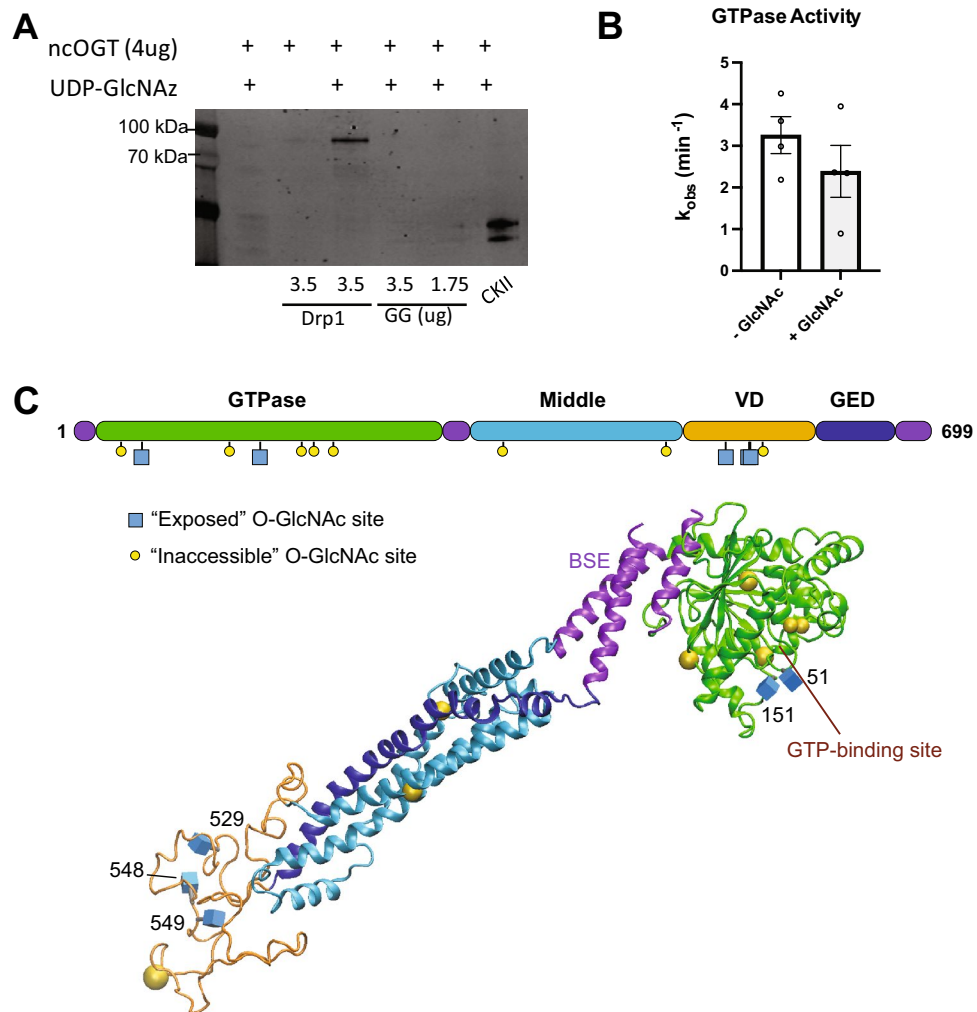 A
ncOGT (4ug) + + + + + +
UDP-GlcNAz + + + + +
100 kDa
70 kDa
3.5 3.5 3.5 1.75 CKII
Drp1 GG (ug)
B
GTPase Activity
k_obs (min⁻¹)
5
4
3
2
1
0
- GlcNAc
+ GlcNAc
C
GTPase Middle VD GED
1 699
"Exposed" O-GlcNAc site
"Inaccessible" O-GlcNAc site
BSE
51
151
GTP-binding site
529
548
549